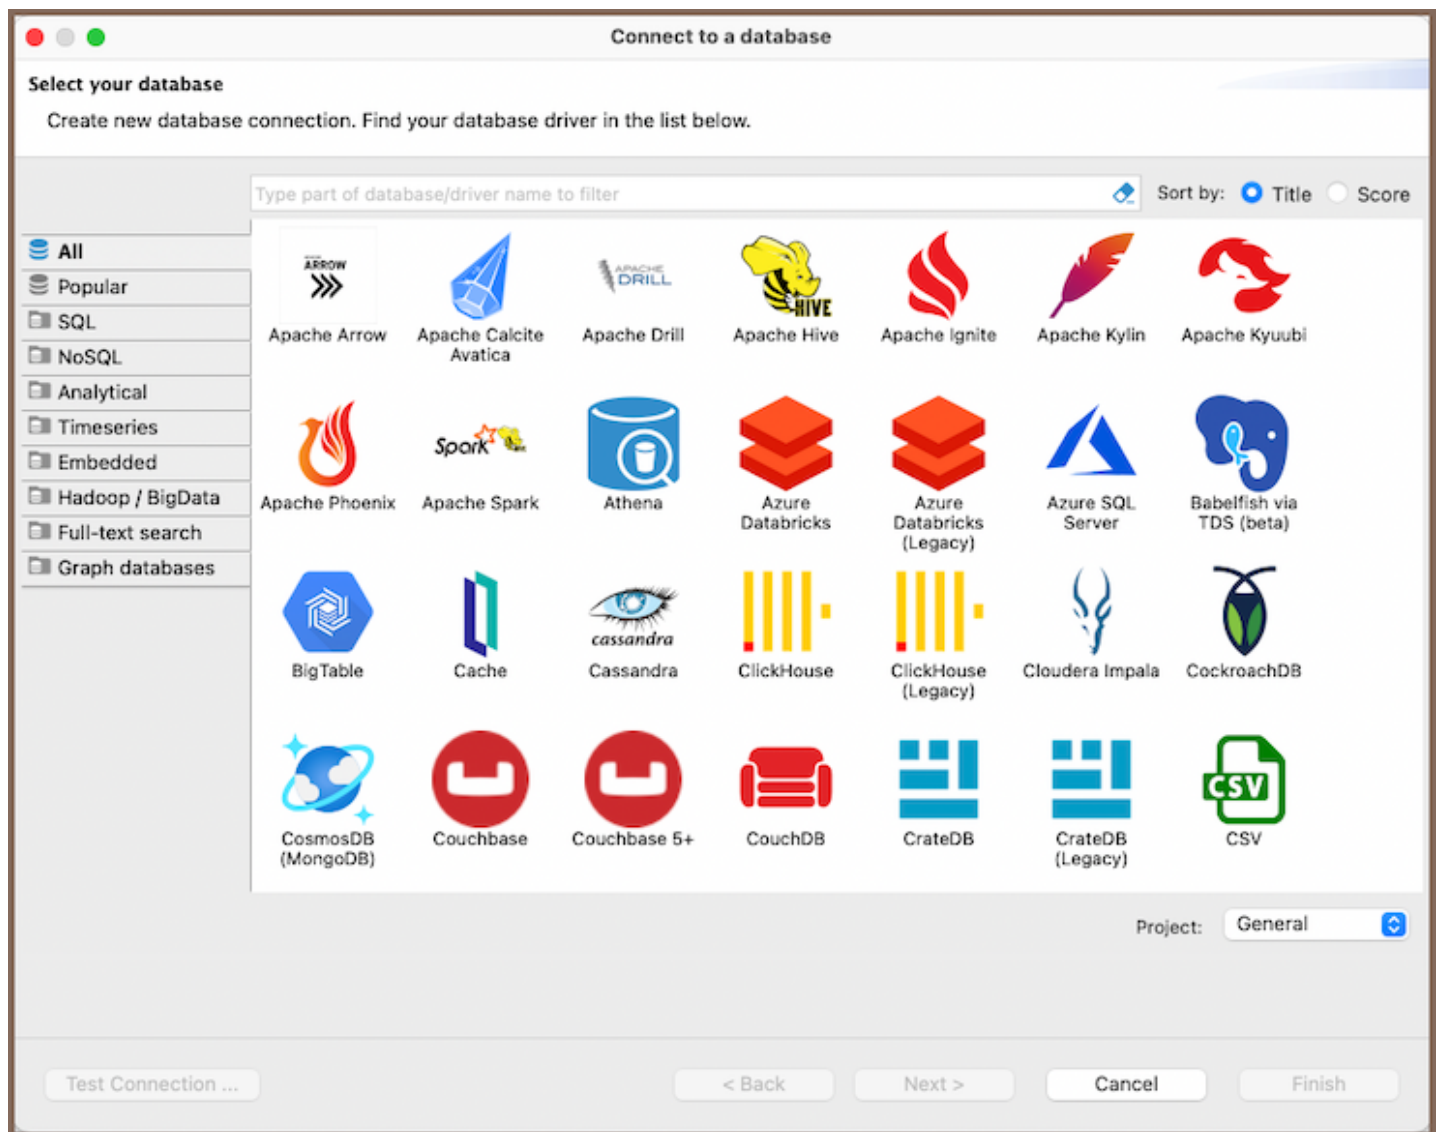 Connect to a database
Select your database
Create new database connection. Find your database driver in the list below.
Type part of database/driver name to filter
Sort by: Title Score
All
Popular
SQL
NoSQL
Analytical
Timeseries
Embedded
Hadoop / BigData
Full-text search
Graph databases
ARROW
APACHE
DRILL
HIVE
Apache Arrow
Apache Calcite
Avatica
Apache Drill
Apache Hive
Apache Ignite
Apache Kylin
Apache Kyuubi
Spark
Apache Phoenix
Apache Spark
Athena
Azure
Databricks
Azure
Databricks
(Legacy)
Azure SQL
Server
Babelfish via
TDS (beta)
cassandra
BigTable
Cache
Cassandra
ClickHouse
ClickHouse
(Legacy)
Cloudera Impala
CockroachDB
CSV
CosmosDB
(MongoDB)
Couchbase
Couchbase 5+
CouchDB
CrateDB
CrateDB
(Legacy)
CSV
Project: General
Test Connection ...
< Back
Next >
Cancel
Finish